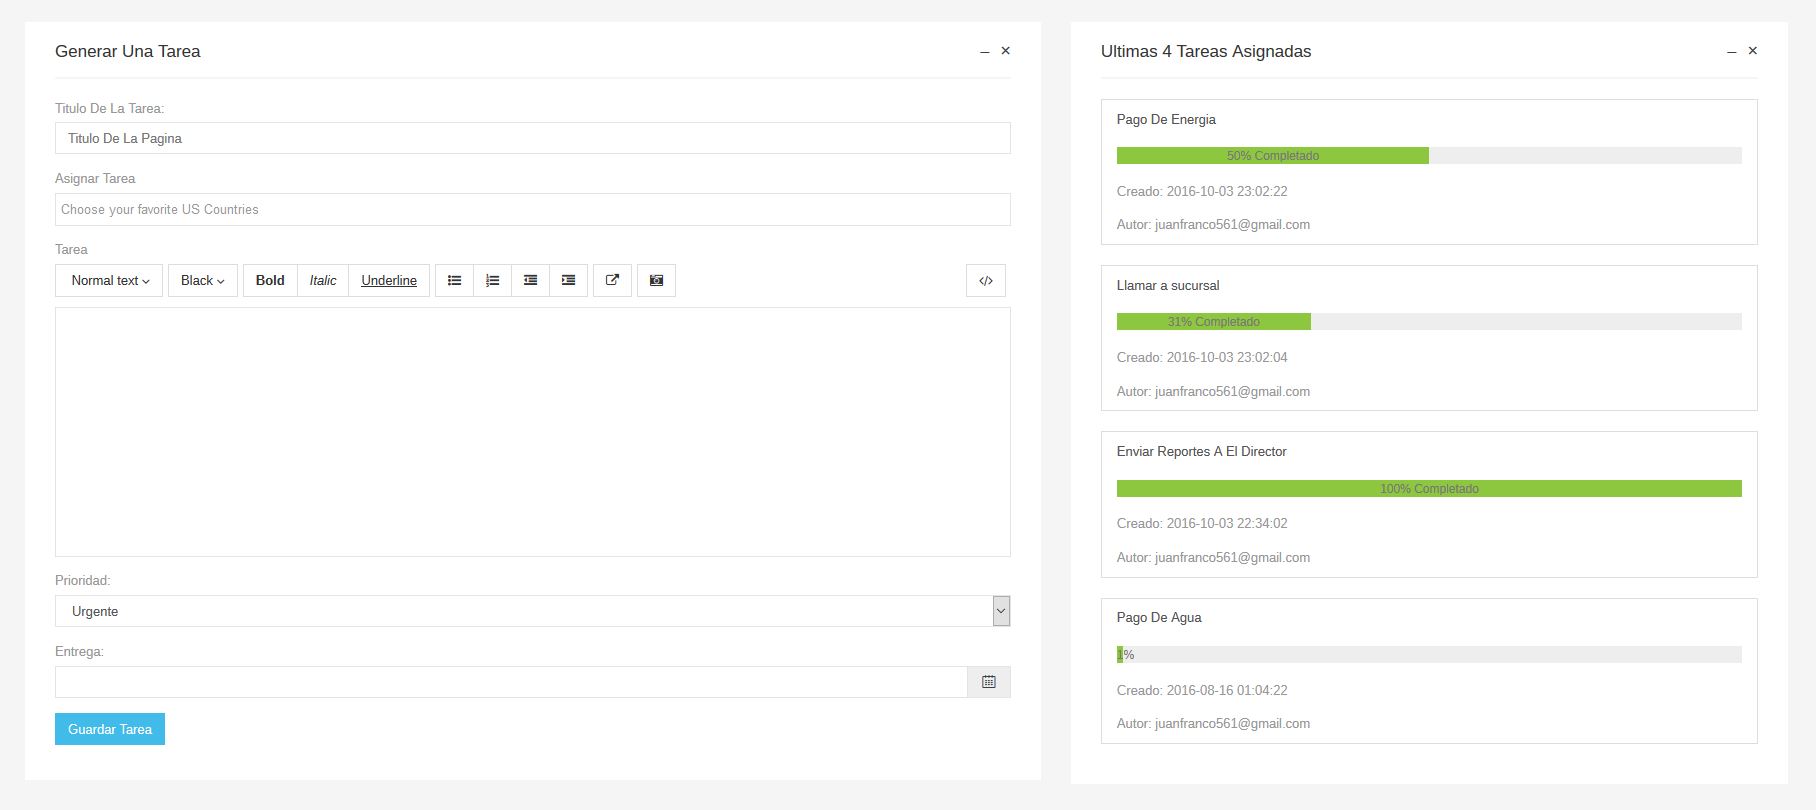 Generar Una Tarea
Titulo De La Tarea:
Titulo De La Pagina
Asignar Tarea
Choose your favorite US Countries
Tarea
Normal text Black Bold Italic Underline
Prioridad:
Urgente
Entrega:
Guardar Tarea
Ultimas 4 Tareas Asignadas
Pago De Energia
50% Completado
Creado: 2016-10-03 23:02:22
Autor: juanfranco561@gmail.com
Llamar a sucursal
31% Completado
Creado: 2016-10-03 23:02:04
Autor: juanfranco561@gmail.com
Enviar Reportes A El Director
100% Completado
Creado: 2016-10-03 22:34:02
Autor: juanfranco561@gmail.com
Pago De Agua
1%
Creado: 2016-08-16 01:04:22
Autor: juanfranco561@gmail.com